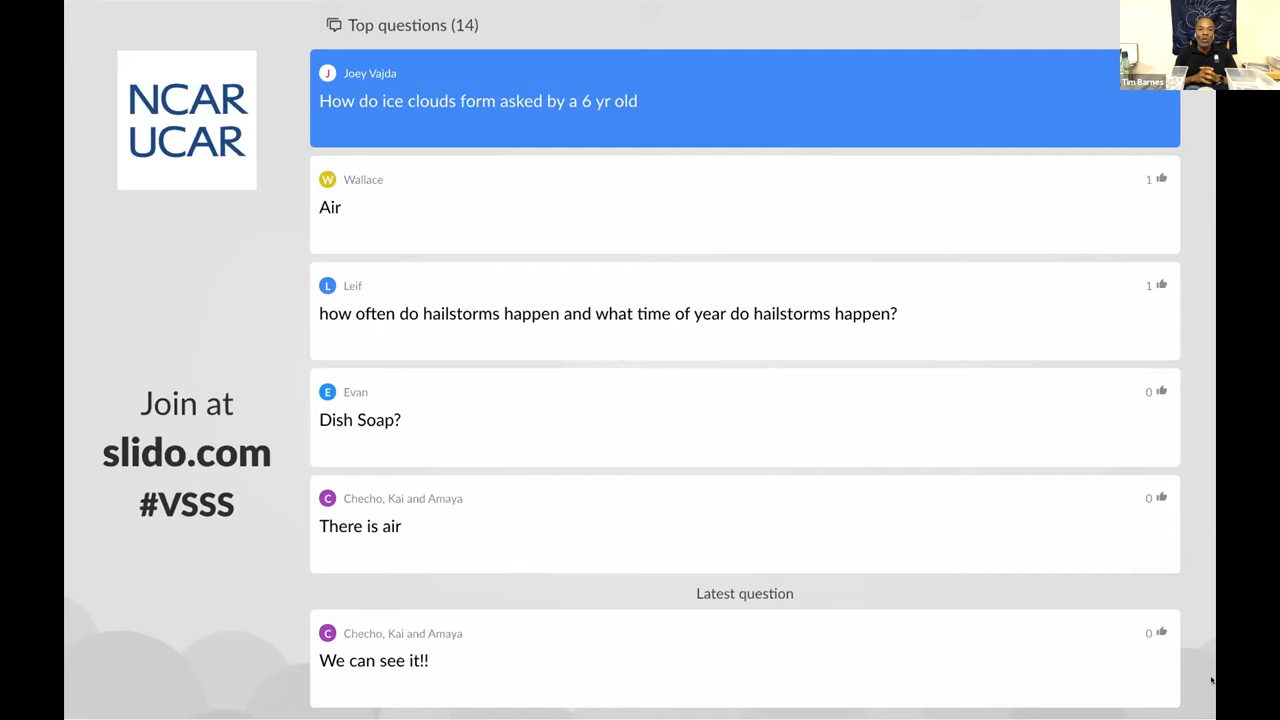 Top questions (14)
Tim Barnes
NCAR
UCAR
J Joey Vajda
How do ice clouds form asked by a 6 yr old
W Wallace 1
Air
L Leif 1
how often do hailstorms happen and what time of year do hailstorms happen?
E Evan 0
Dish Soap?
Join at
slido.com
#VSSS
C Checho, Kai and Amaya 0
There is air
Latest question
C Checho, Kai and Amaya 0
We can see it!!